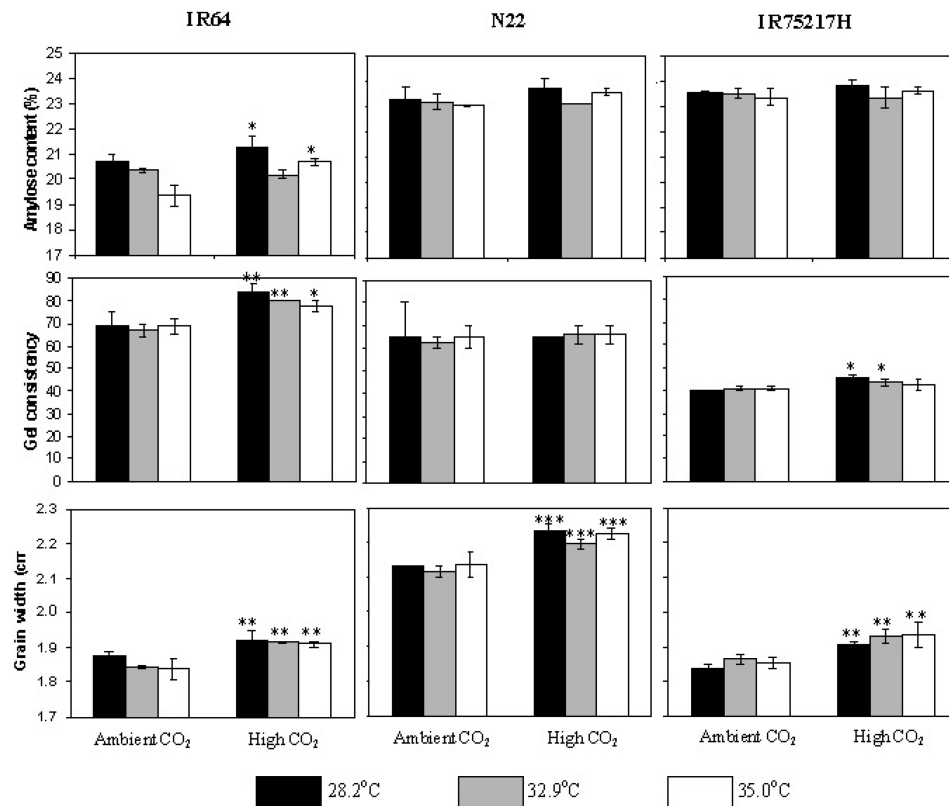 IR64 N22 IR75217H
Amylose content (%)
25
24
23
22
21
20
19
18
17
* *
Gel consistency
90
80
70
60
50
40
30
20
10
0
** ** *
* *
Grain width (cm
2.3
2.2
2.1
2.0
1.9
1.8
1.7
** ** **
*** *** ***
** ** **
Ambient CO₂ High CO₂ Ambient CO₂ High CO₂ Ambient CO₂ High CO₂
28.2°C 32.9°C 35.0°C